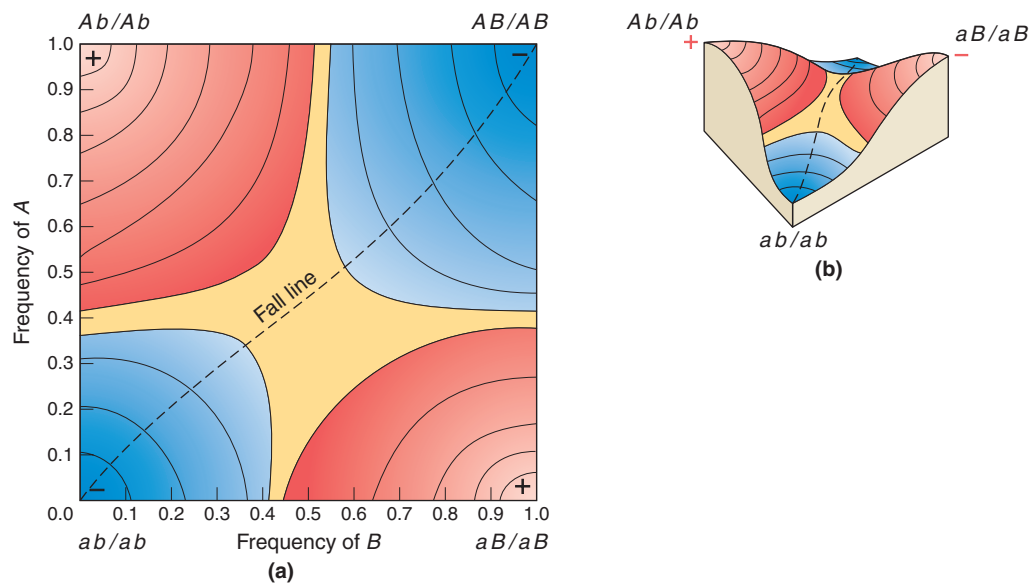 Ab/Ab
AB/AB
1.0
+
−
0.9
0.8
0.7
0.6
0.5
0.4
0.3
0.2
0.1
Frequency of A
Fall line
−
+
0.0
0.1
0.2
0.3
0.4
0.5
0.6
0.7
0.8
0.9
1.0
ab/ab
Frequency of B
aB/aB
(a)
Ab/Ab
+
aB/aB
−
ab/ab
(b)